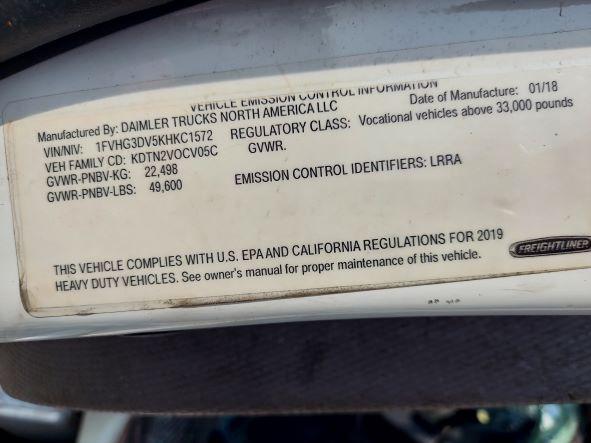 VEHICLE EMISSION CONTROL INFORMATION
Manufactured By: DAIMLER TRUCKS NORTH AMERICA LLC Date of Manufacture: 01/18
VIN/NIV: 1FVHG3DV5KHKC1572 REGULATORY CLASS: Vocational vehicles above 33,000 pounds
VEH FAMILY CD: KDTN2VOCV05C GVWR.
GVWR-PNBV-KG: 22,498
GVWR-PNBV-LBS: 49,600 EMISSION CONTROL IDENTIFIERS: LRRA
THIS VEHICLE COMPLIES WITH U.S. EPA AND CALIFORNIA REGULATIONS FOR 2019
HEAVY DUTY VEHICLES. See owner's manual for proper maintenance of this vehicle.
FREIGHTLINER